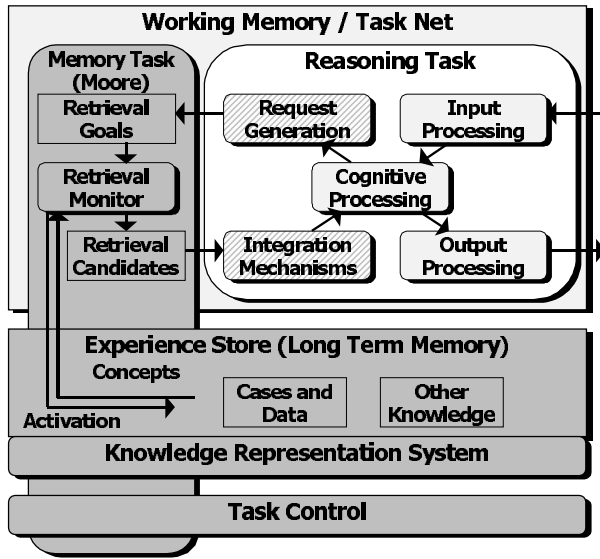 Working Memory / Task Net
Memory Task
(Moore)
Retrieval
Goals
Retrieval
Monitor
Retrieval
Candidates
Reasoning Task
Request
Generation
Input
Processing
Cognitive
Processing
Integration
Mechanisms
Output
Processing
Experience Store (Long Term Memory)
Concepts
Activation
Cases and
Data
Other
Knowledge
Knowledge Representation System
Task Control